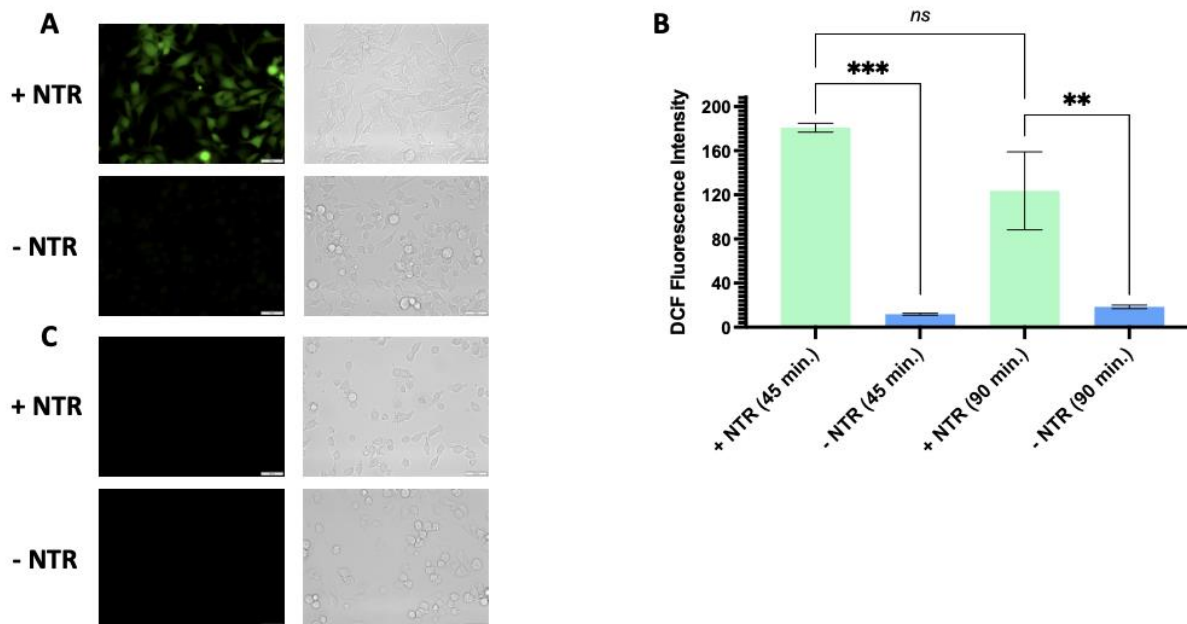 A
+ NTR
- NTR
C
+ NTR
- NTR
B
ns
***
**
DCF Fluorescence Intensity
200
160
120
80
40
0
+ NTR (45 min.)
- NTR (45 min.)
+ NTR (90 min.)
- NTR (90 min.)